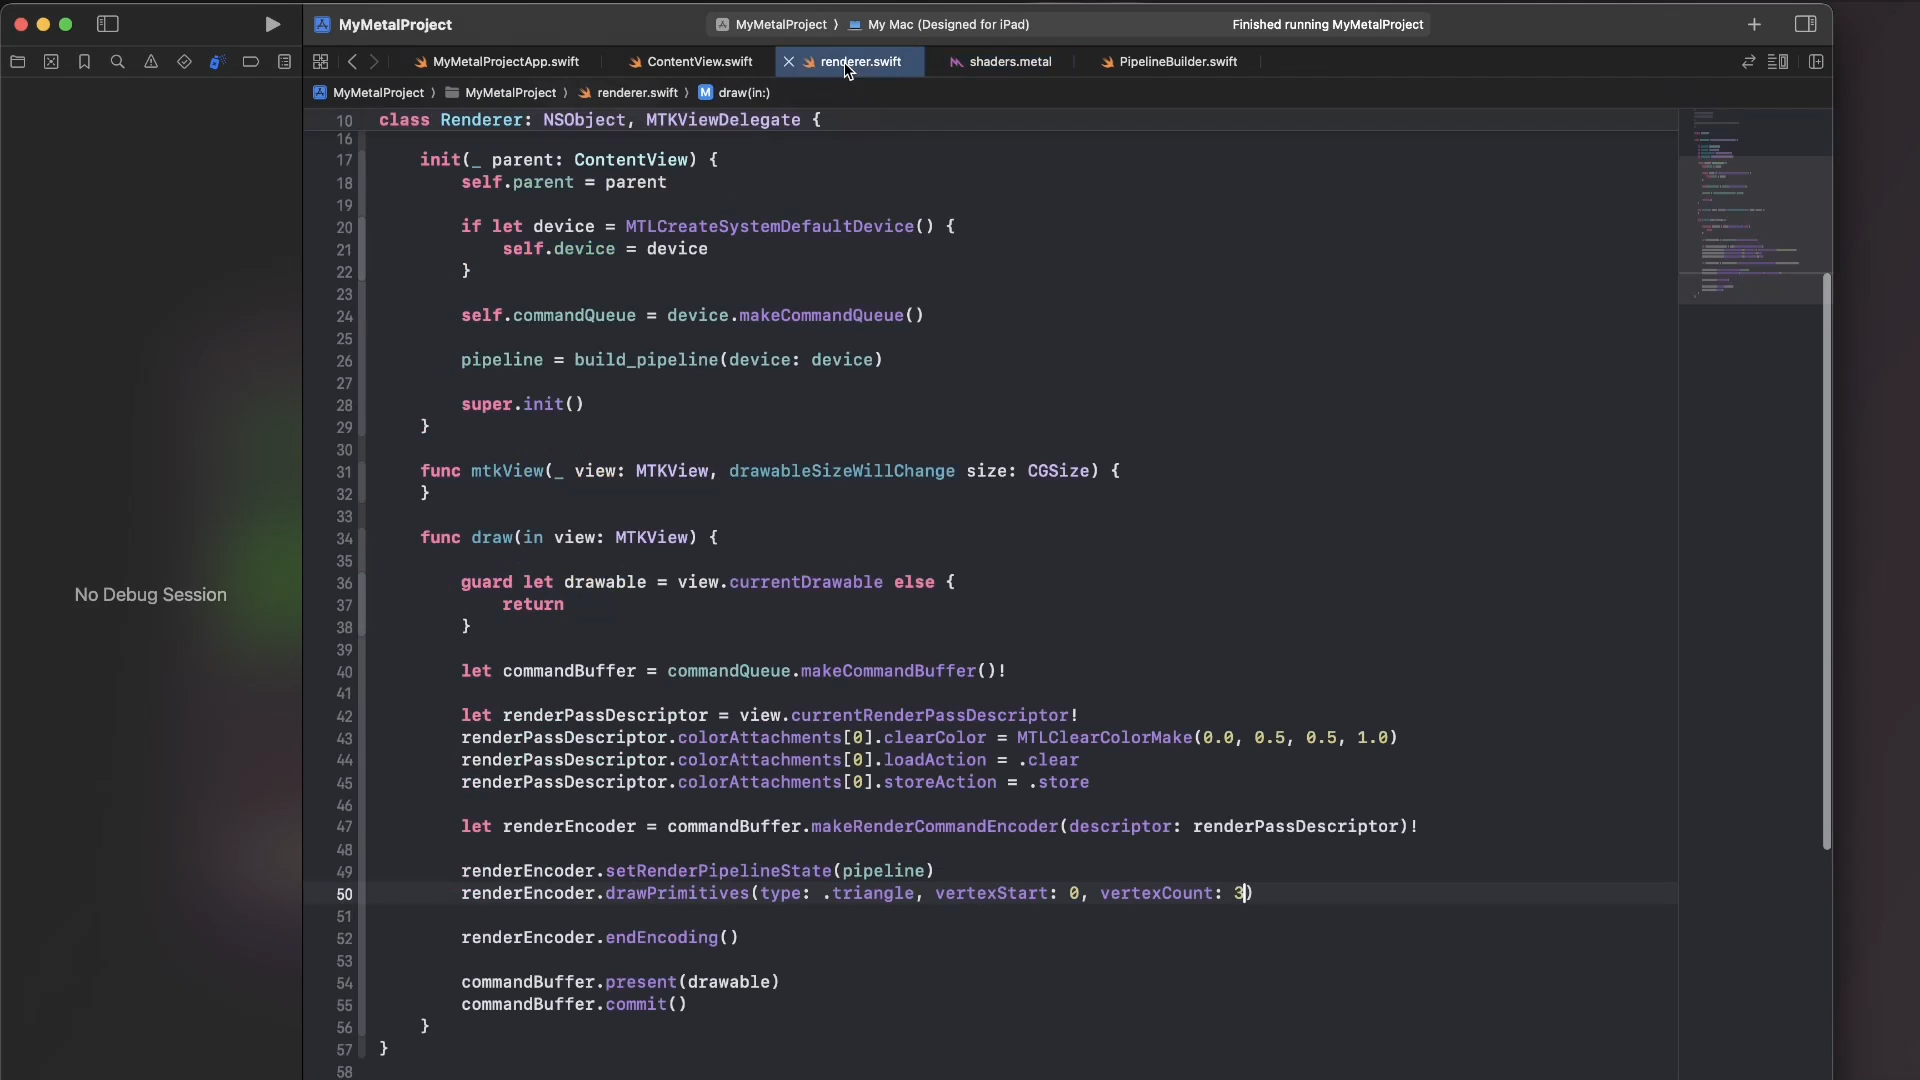 MyMetalProject
MyMetalProject 〉 My Mac (Designed for iPad)
Finished running MyMetalProject
MyMetalProjectApp.swift
ContentView.swift
renderer.swift
shaders.metal
PipelineBuilder.swift
MyMetalProject 〉 MyMetalProject 〉 renderer.swift 〉 M draw(in:)
No Debug Session
10 class Renderer: NSObject, MTKViewDelegate {
16
17 init(_ parent: ContentView) {
18 self.parent = parent
19
20 if let device = MTLCreateSystemDefaultDevice() {
21 self.device = device
22 }
23
24 self.commandQueue = device.makeCommandQueue()
25
26 pipeline = build_pipeline(device: device)
27
28 super.init()
29 }
30
31 func mtkView(_ view: MTKView, drawableSizeWillChange size: CGSize) {
32 }
33
34 func draw(in view: MTKView) {
35
36 guard let drawable = view.currentDrawable else {
37 return
38 }
39
40 let commandBuffer = commandQueue.makeCommandBuffer()!
41
42 let renderPassDescriptor = view.currentRenderPassDescriptor!
43 renderPassDescriptor.colorAttachments[0].clearColor = MTLClearColorMake(0.0, 0.5, 0.5, 1.0)
44 renderPassDescriptor.colorAttachments[0].loadAction = .clear
45 renderPassDescriptor.colorAttachments[0].storeAction = .store
46
47 let renderEncoder = commandBuffer.makeRenderCommandEncoder(descriptor: renderPassDescriptor)!
48
49 renderEncoder.setRenderPipelineState(pipeline)
50 renderEncoder.drawPrimitives(type: .triangle, vertexStart: 0, vertexCount: 3)
51
52 renderEncoder.endEncoding()
53
54 commandBuffer.present(drawable)
55 commandBuffer.commit()
56 }
57 }
58